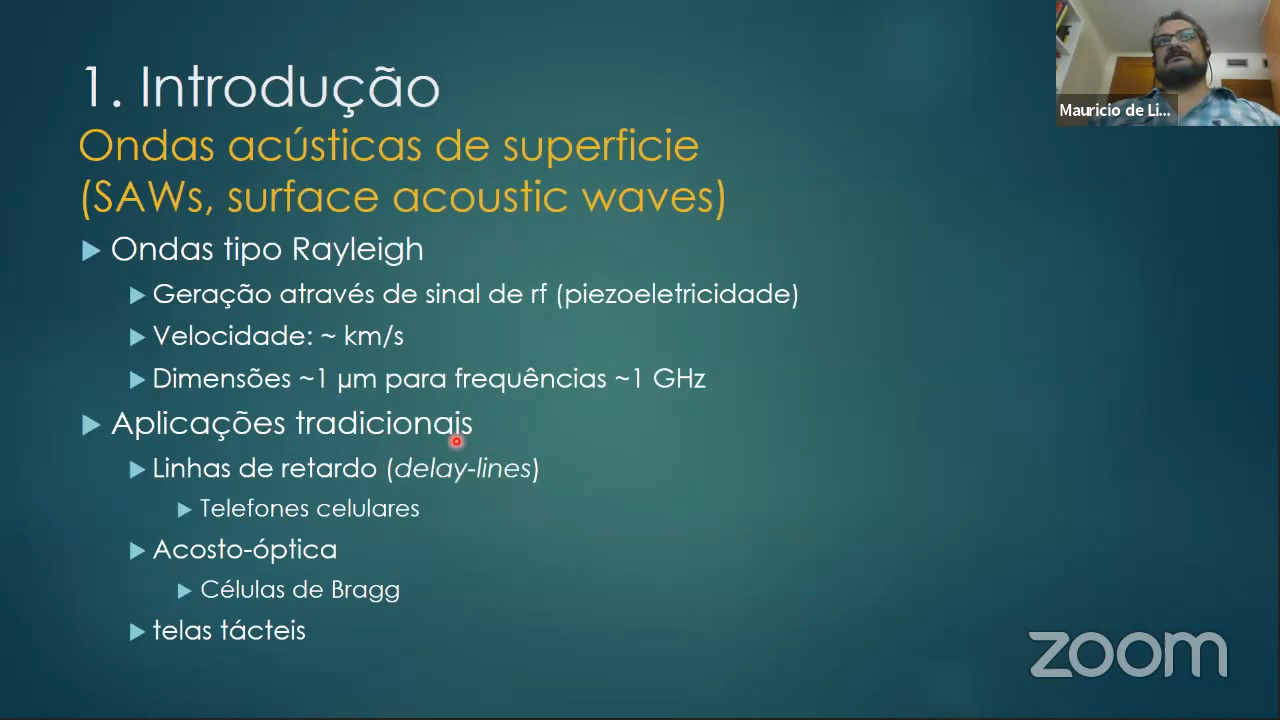 1. Introdução
Ondas acústicas de superficie
(SAWs, surface acoustic waves)
Ondas tipo Rayleigh
Geração através de sinal de rf (piezoeletricidade)
Velocidade: ~ km/s
Dimensões ~1 µm para frequências ~1 GHz
Aplicações tradicionais
Linhas de retardo (delay-lines)
Telefones celulares
Acosto-óptica
Células de Bragg
telas tácteis
Mauricio de Li...
zoom